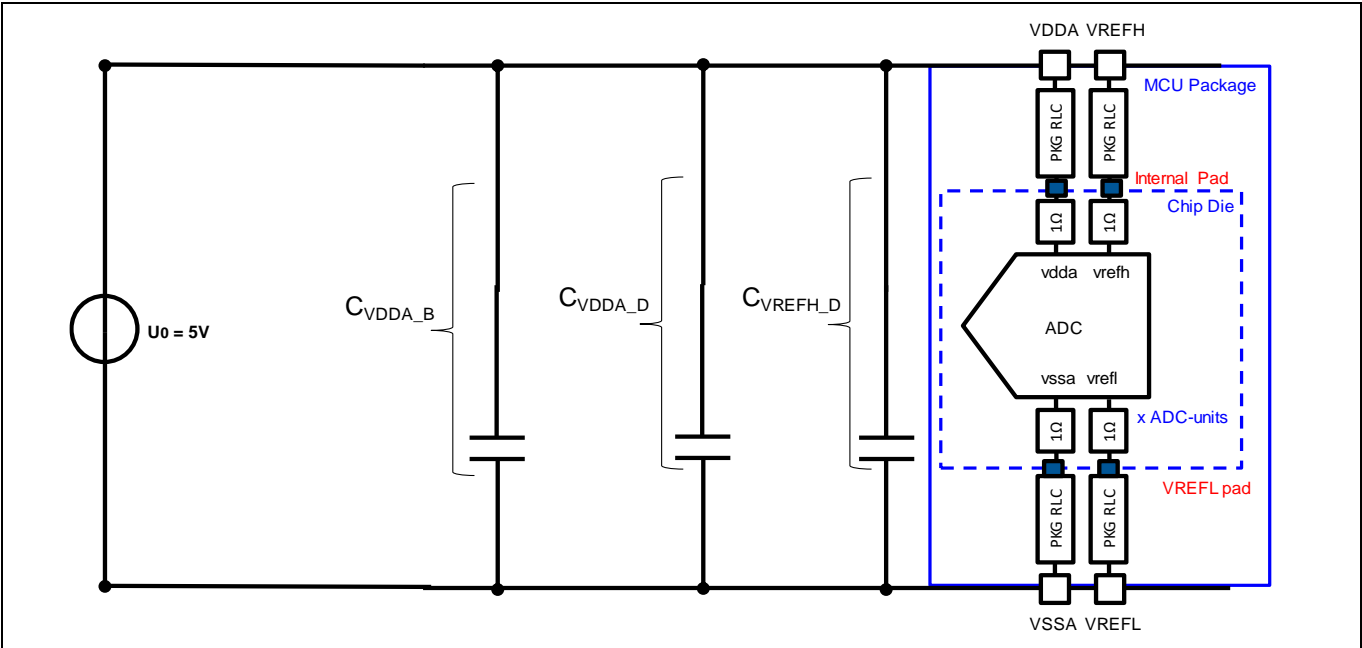 VDDA VREFH
MCU Package
PKG RLC
PKG RLC
Internal Pad
Chip Die
1Ω
1Ω
vdda vrefh
CVDDA_B
CVDDA_D
CVREFH_D
U0 = 5V
ADC
vssa vrefl
x ADC-units
1Ω
1Ω
VREFL pad
PKG RLC
PKG RLC
VSSA VREFL